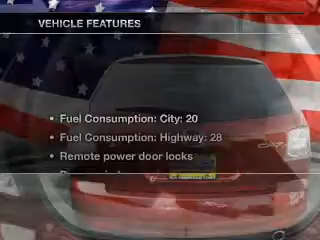 VEHICLE FEATURES
• Fuel Consumption: City: 20
• Fuel Consumption: Highway: 28
• Remote power door locks